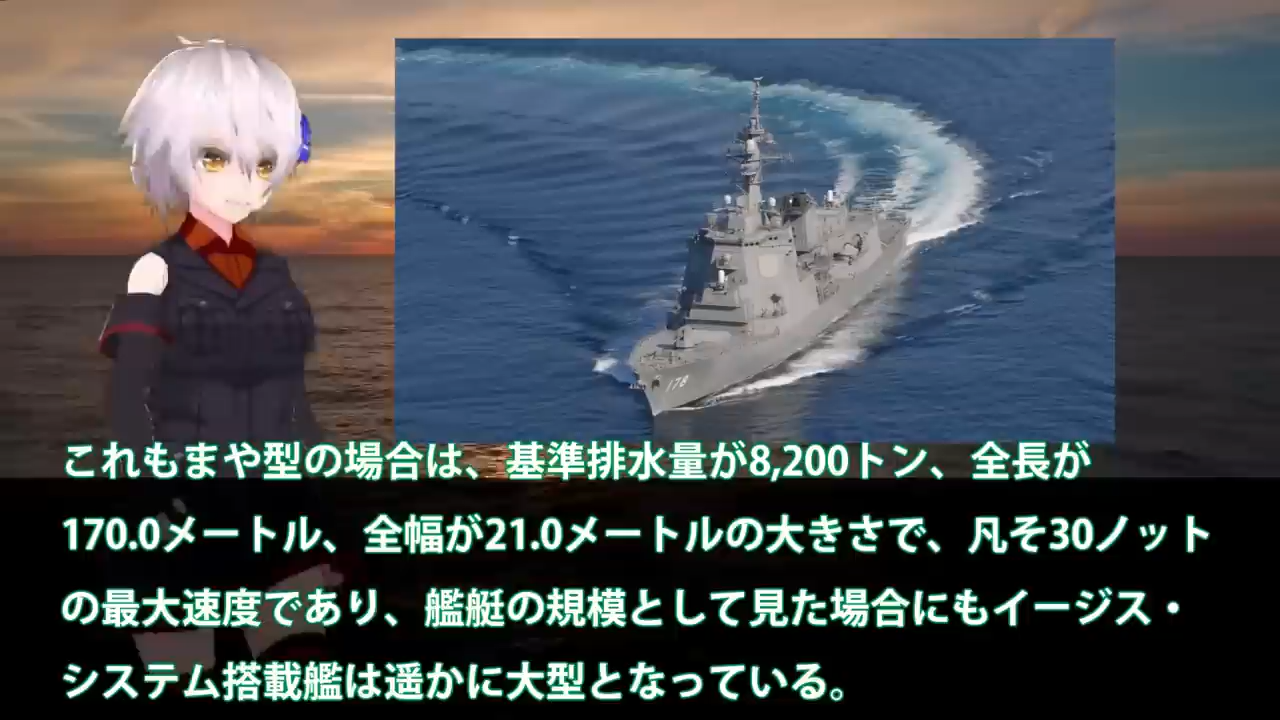 178
これもまや型の場合は、基準排水量が8,200トン、全長が
170.0メートル、全幅が21.0メートルの大きさで、凡そ30ノット
の最大速度であり、艦艇の規模として見た場合にもイージス・
システム搭載艦は遥かに大型となっている。